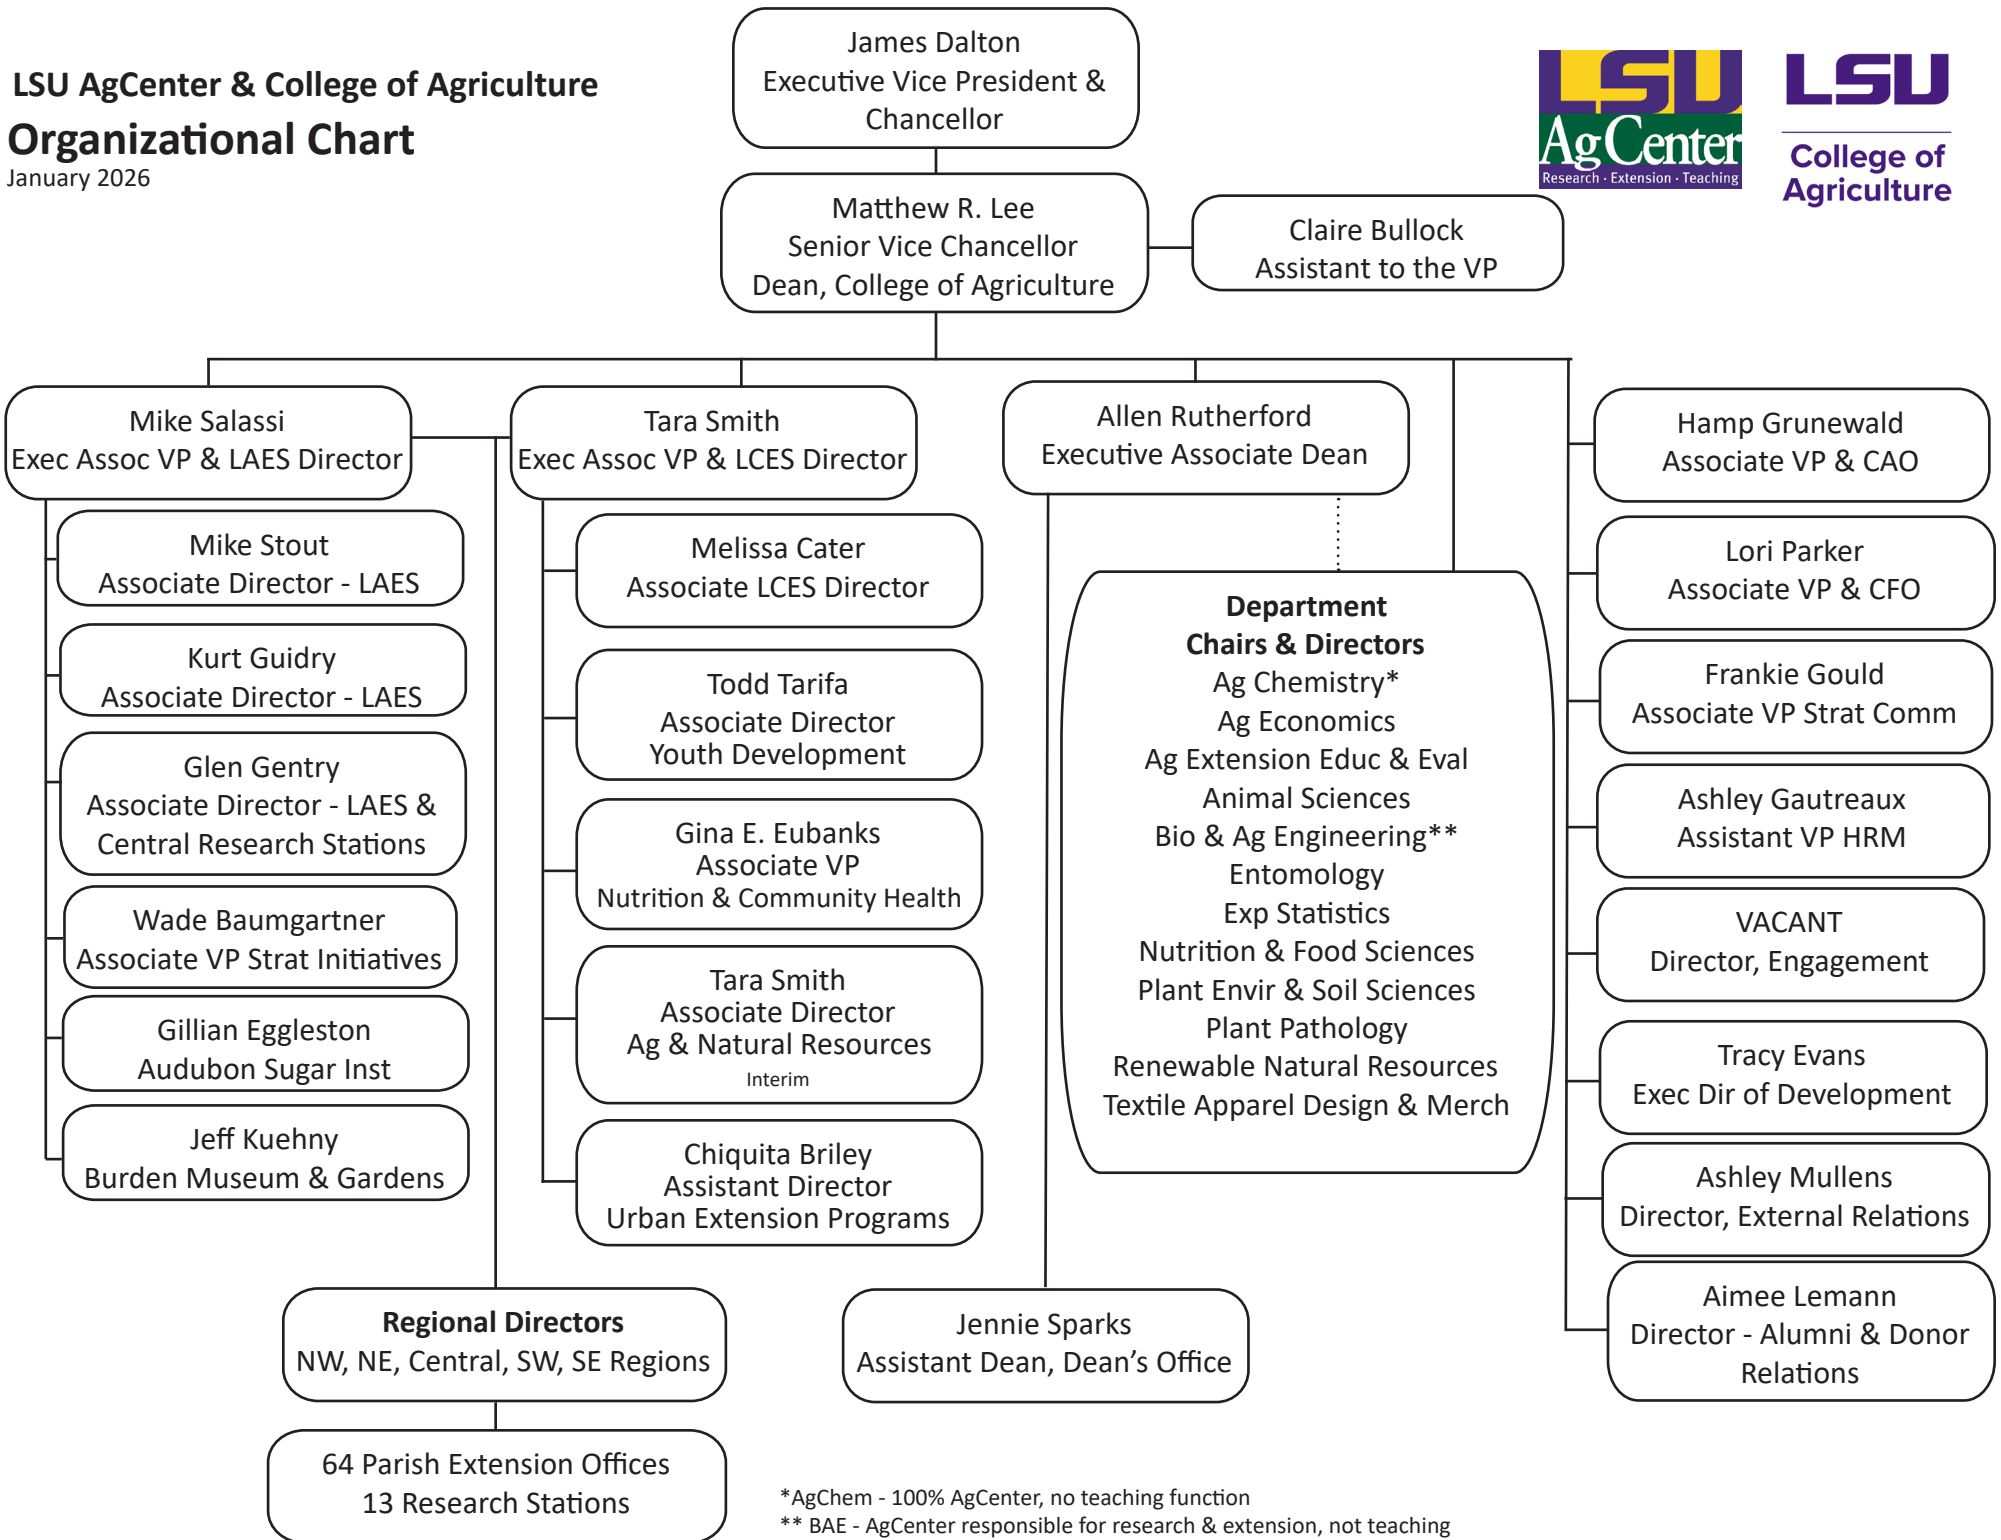 LSU AgCenter & College of Agriculture
Organizational Chart
January 2026
James Dalton
Executive Vice President &
Chancellor
LSU
AgCenter
Research · Extension · Teaching
LSU
College of
Agriculture
Matthew R. Lee
Senior Vice Chancellor
Dean, College of Agriculture
Claire Bullock
Assistant to the VP
Mike Salassi
Exec Assoc VP & LAES Director
Mike Stout
Associate Director - LAES
Kurt Guidry
Associate Director - LAES
Glen Gentry
Associate Director - LAES &
Central Research Stations
Wade Baumgartner
Associate VP Strat Initiatives
Gillian Eggleston
Audubon Sugar Inst
Jeff Kuehny
Burden Museum & Gardens
Tara Smith
Exec Assoc VP & LCES Director
Melissa Cater
Associate LCES Director
Todd Tarifa
Associate Director
Youth Development
Gina E. Eubanks
Associate VP
Nutrition & Community Health
Tara Smith
Associate Director
Ag & Natural Resources
Interim
Chiquita Briley
Assistant Director
Urban Extension Programs
Regional Directors
NW, NE, Central, SW, SE Regions
64 Parish Extension Offices
13 Research Stations
Allen Rutherford
Executive Associate Dean
Department
Chairs & Directors
Ag Chemistry*
Ag Economics
Ag Extension Educ & Eval
Animal Sciences
Bio & Ag Engineering**
Entomology
Exp Statistics
Nutrition & Food Sciences
Plant Envir & Soil Sciences
Plant Pathology
Renewable Natural Resources
Textile Apparel Design & Merch
Jennie Sparks
Assistant Dean, Dean’s Office
Hamp Grunewald
Associate VP & CAO
Lori Parker
Associate VP & CFO
Frankie Gould
Associate VP Strat Comm
Ashley Gautreaux
Assistant VP HRM
VACANT
Director, Engagement
Tracy Evans
Exec Dir of Development
Ashley Mullens
Director, External Relations
Aimee Lemann
Director - Alumni & Donor
Relations
*AgChem - 100% AgCenter, no teaching function
** BAE - AgCenter responsible for research & extension, not teaching